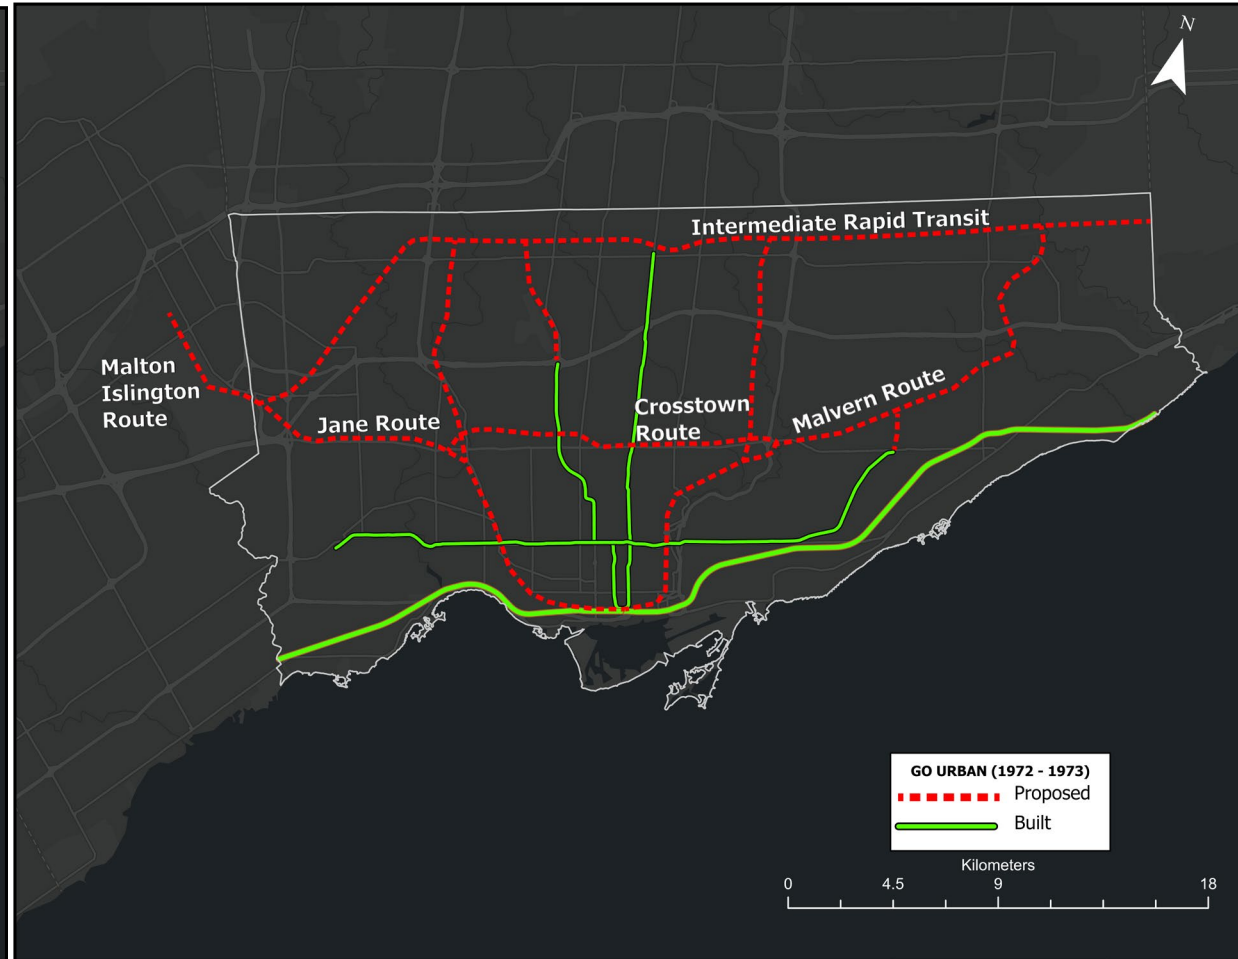 N
Intermediate Rapid Transit
Malton
Islington
Route
Jane Route
Crosstown
Route
Malvern Route
GO URBAN (1972 - 1973)
Proposed
Built
Kilometers
0 4.5 9 18